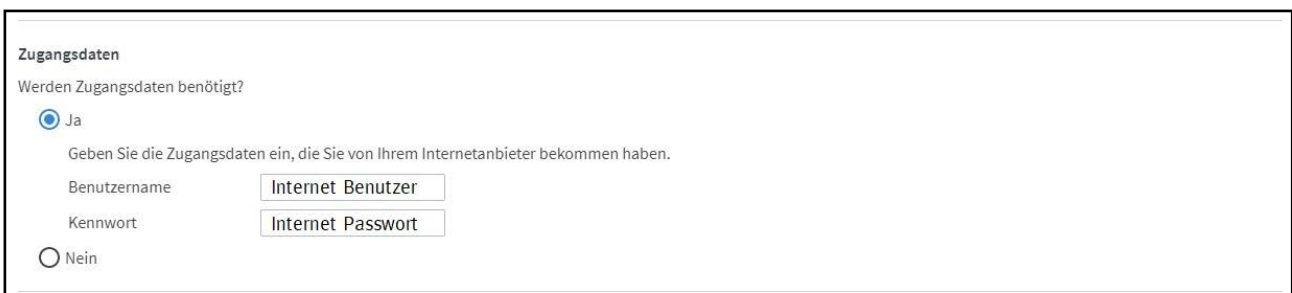 Zugangsdaten
Werden Zugangsdaten benötigt?
Ja
Geben Sie die Zugangsdaten ein, die Sie von Ihrem Internetanbieter bekommen haben.
Benutzername Internet Benutzer
Kennwort Internet Passwort
Nein